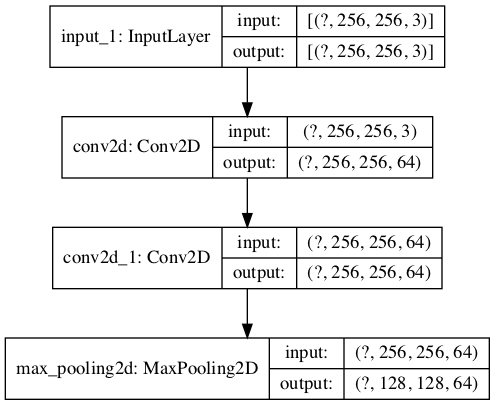 input_1: InputLayer
input: [(?, 256, 256, 3)]
output: [(?, 256, 256, 3)]
conv2d: Conv2D
input: (?, 256, 256, 3)
output: (?, 256, 256, 64)
conv2d_1: Conv2D
input: (?, 256, 256, 64)
output: (?, 256, 256, 64)
max_pooling2d: MaxPooling2D
input: (?, 256, 256, 64)
output: (?, 128, 128, 64)